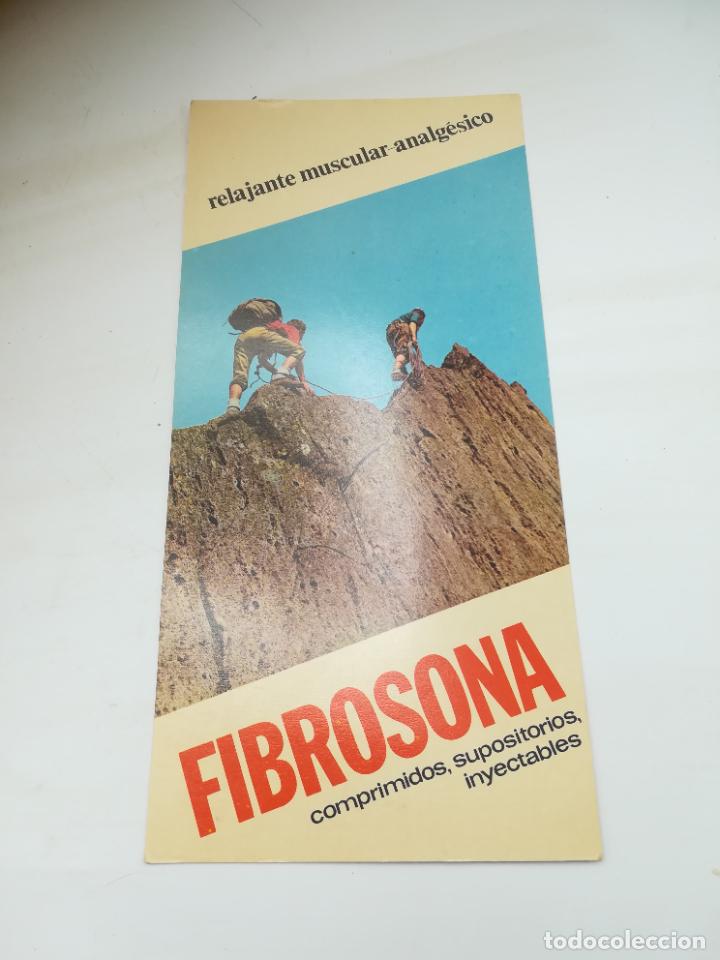 relajante muscular-analgésico
FIBROSONA
comprimidos, supositorios,
inyectables
todocoleccion